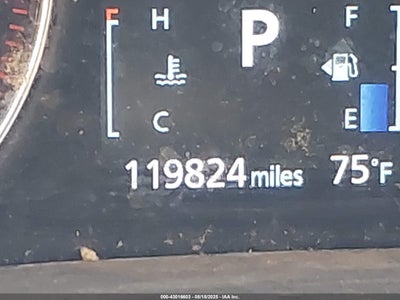 H P F
C E
119824 miles 75°F
000-43016603 - 08/18/2025 - IAA Inc.